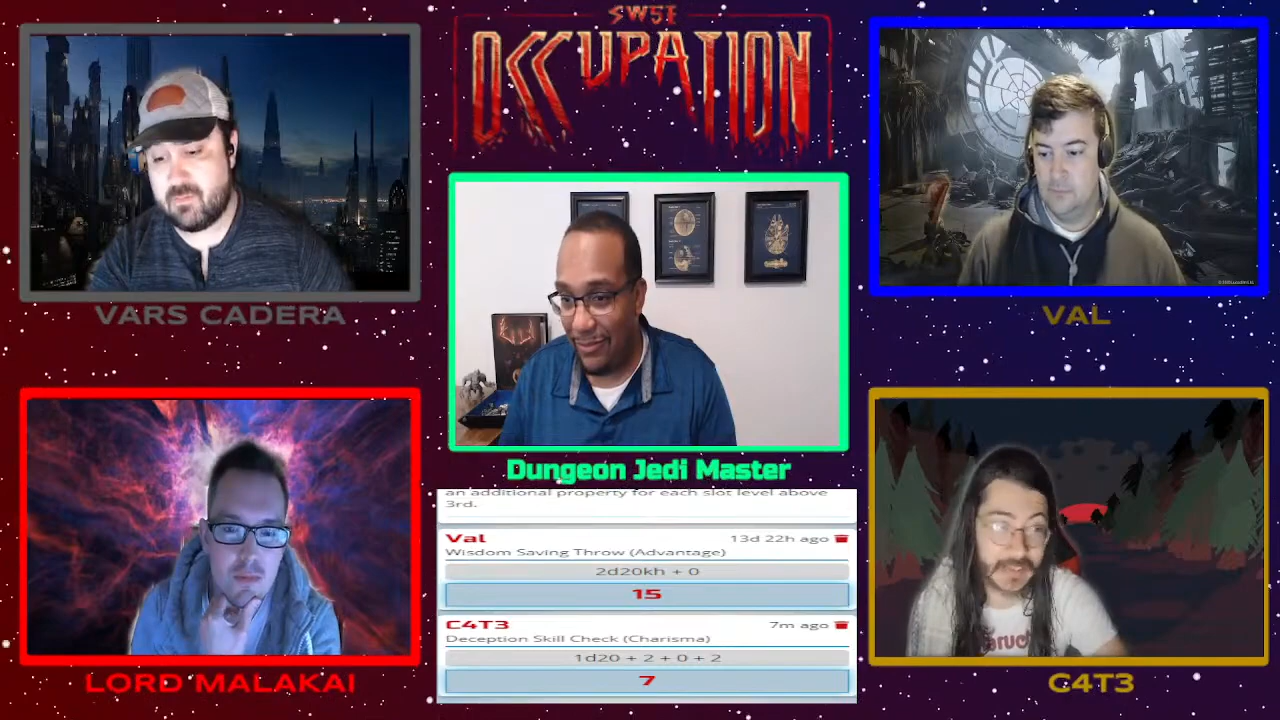 SW5E
OCCUPATION
VARS CADERA
VAL
Dungeon Jedi Master
an additional property for each slot level above
3rd.
Val
13d 22h ago
Wisdom Saving Throw (Advantage)
2d20kh + 0
15
C4T3
7m ago
Deception Skill Check (Charisma)
1d20 + 2 + 0 + 2
7
LORD MALAKAI
C4T3